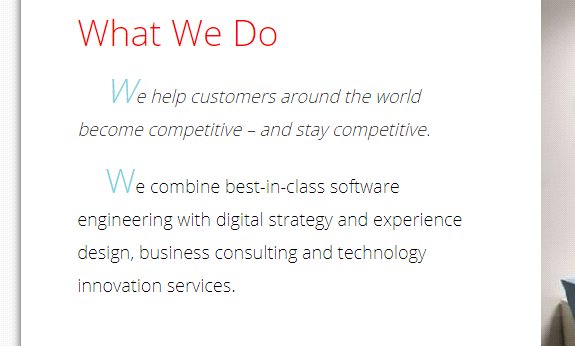 What We Do
We help customers around the world
become competitive – and stay competitive.
We combine best-in-class software
engineering with digital strategy and experience
design, business consulting and technology
innovation services.